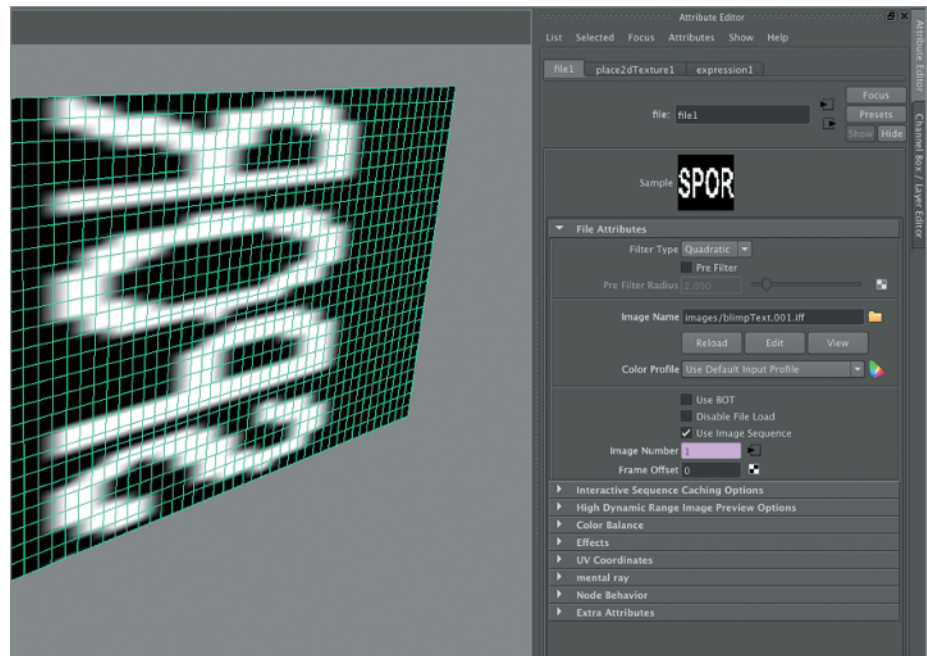 Attribute Editor
List Selected Focus Attributes Show Help
file1 place2dTexture1 expression1
file: file1
Focus
Presets
Show Hide
Sample SPOR
File Attributes
Filter Type Quadratic
Pre Filter
Pre Filter Radius 2.000
Image Name images/blimpText.001.iff
Reload Edit View
Color Profile Use Default Input Profile
Use BOT
Disable File Load
Use Image Sequence
Image Number 1
Frame Offset 0
Interactive Sequence Caching Options
High Dynamic Range Image Preview Options
Color Balance
Effects
UV Coordinates
mental ray
Node Behavior
Extra Attributes
Attribute Editor
Channel Box / Layer Editor
SPOR